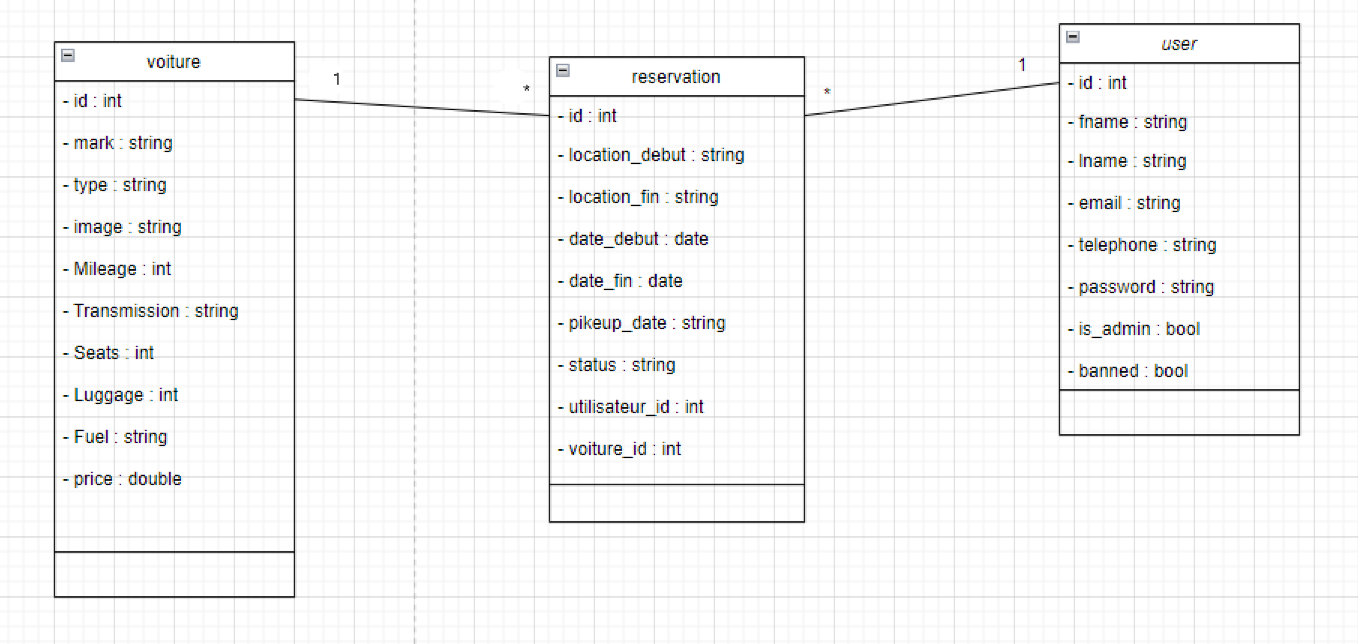 voiture
- id : int
- mark : string
- type : string
- image : string
- Mileage : int
- Transmission : string
- Seats : int
- Luggage : int
- Fuel : string
- price : double
1
*
reservation
- id : int
- location_debut : string
- location_fin : string
- date_debut : date
- date_fin : date
- pikeup_date : string
- status : string
- utilisateur_id : int
- voiture_id : int
*
1
user
- id : int
- fname : string
- lname : string
- email : string
- telephone : string
- password : string
- is_admin : bool
- banned : bool